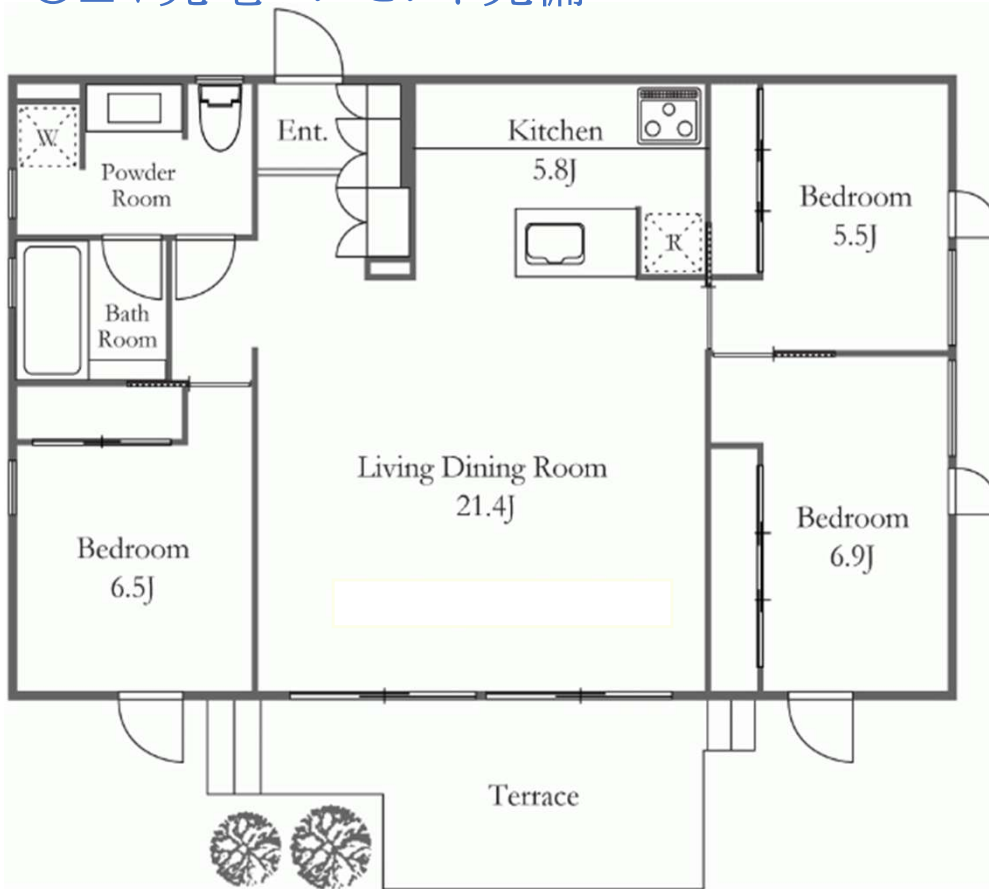 Ent.
Kitchen
5.8J
W.
Powder
Room
Bedroom
5.5J
R
Bath
Room
Living Dining Room
21.4J
Bedroom
6.9J
Bedroom
6.5J
Terrace